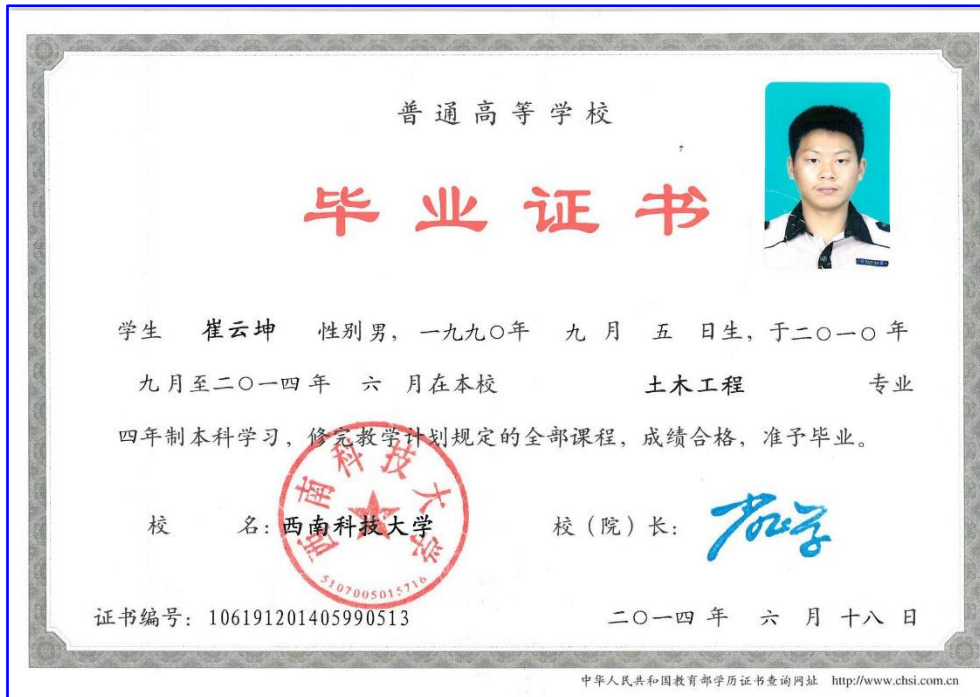 普通高等学校
毕业证书
学生 崔云坤 性别男，一九九〇年 九 月 五 日生，于二〇一〇年
九月至二〇一四年 六 月在本校 土木工程 专业
四年制本科学习，修完教学计划规定的全部课程，成绩合格，准予毕业。
西南科技大学
5107005015716
校 名：西南科技大学 校（院）长：
证书编号：106191201405990513 二〇一四年 六 月 十八 日
中华人民共和国教育部学历证书查询网址 http://www.chsi.com.cn